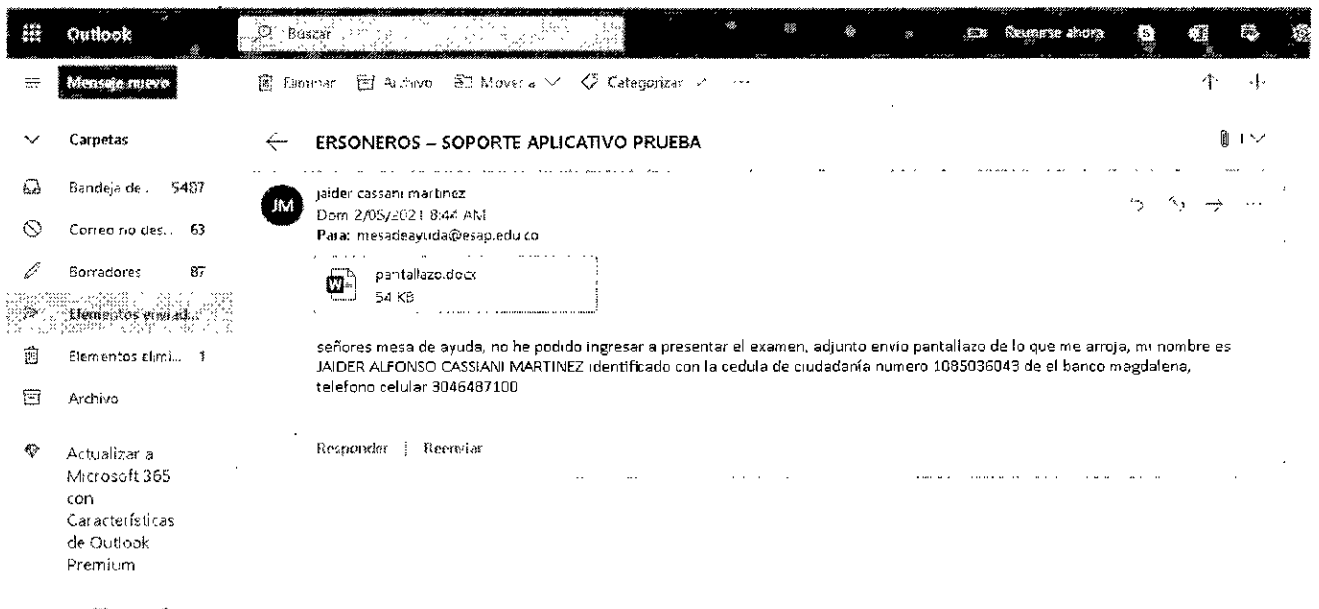 Outlook
Buscar
Reunirse ahora
Mensaje nuevo
Eliminar Archivo Mover a Categorizar ...
Carpetas
ERSONEROS – SOPORTE APLICATIVO PRUEBA
Bandeja de . 5487
jaider cassani martinez
JM
Dom 2/05/2021 8:44 AM
Correo no des.. 63
Para: mesadeayuda@esap.edu.co
Borradores 87
pantallazo.docx
54 KB
Elementos enviad...
Elementos elimi... 1
señores mesa de ayuda, no he podido ingresar a presentar el examen, adjunto envío pantallazo de lo que me arroja, mi nombre es
JAIDER ALFONSO CASSIANI MARTINEZ identificado con la cedula de ciudadanía numero 1085036043 de el banco magdalena,
telefono celular 3046487100
Archivo
Responder | Reenviar
Actualizar a
Microsoft 365
con
Características
de Outlook
Premium